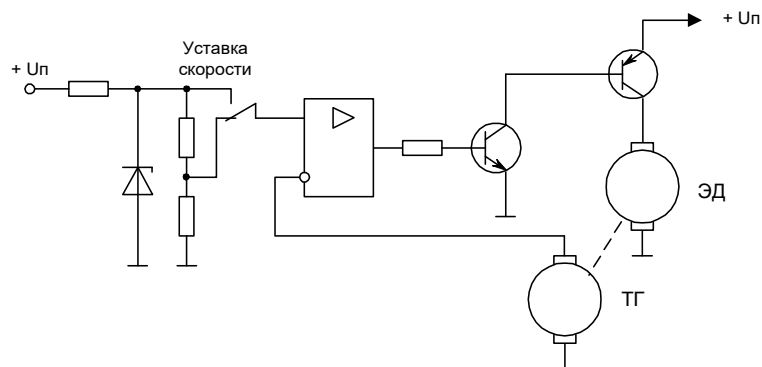 + Uп
Уставка
скорости
+ Uп
ЭД
ТГ